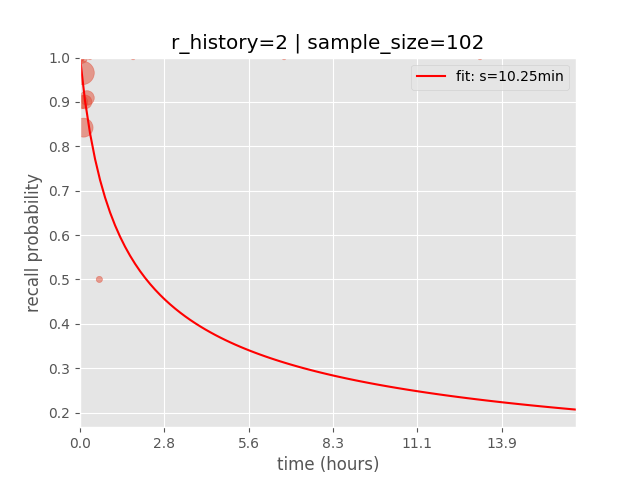 r_history=2 | sample_size=102
fit: s=10.25min
recall probability
1.0
0.9
0.8
0.7
0.6
0.5
0.4
0.3
0.2
0.0 2.8 5.6 8.3 11.1 13.9
time (hours)